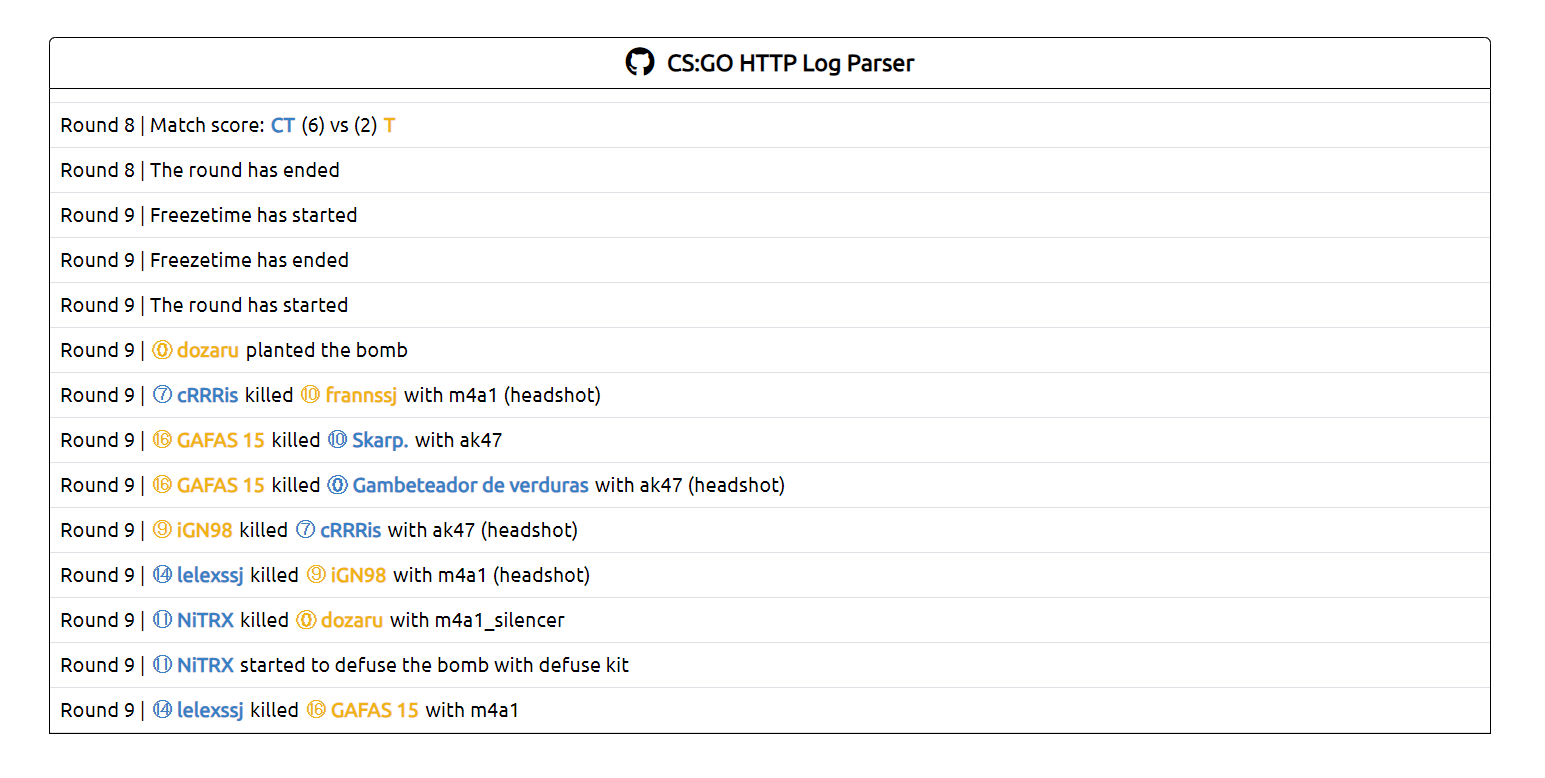 CS:GO HTTP Log Parser
Round 8 | Match score: CT (6) vs (2) T
Round 8 | The round has ended
Round 9 | Freezetime has started
Round 9 | Freezetime has ended
Round 9 | The round has started
Round 9 | ⓪ dozaru planted the bomb
Round 9 | ⑦ cRRRis killed ⑩ frannssj with m4a1 (headshot)
Round 9 | ⑯ GAFAS 15 killed ⑩ Skarp. with ak47
Round 9 | ⑯ GAFAS 15 killed ⓪ Gambeteador de verduras with ak47 (headshot)
Round 9 | ⑨ iGN98 killed ⑦ cRRRis with ak47 (headshot)
Round 9 | ⑭ lelexssj killed ⑨ iGN98 with m4a1 (headshot)
Round 9 | ⑪ NiTRX killed ⓪ dozaru with m4a1_silencer
Round 9 | ⑪ NiTRX started to defuse the bomb with defuse kit
Round 9 | ⑭ lelexssj killed ⑯ GAFAS 15 with m4a1